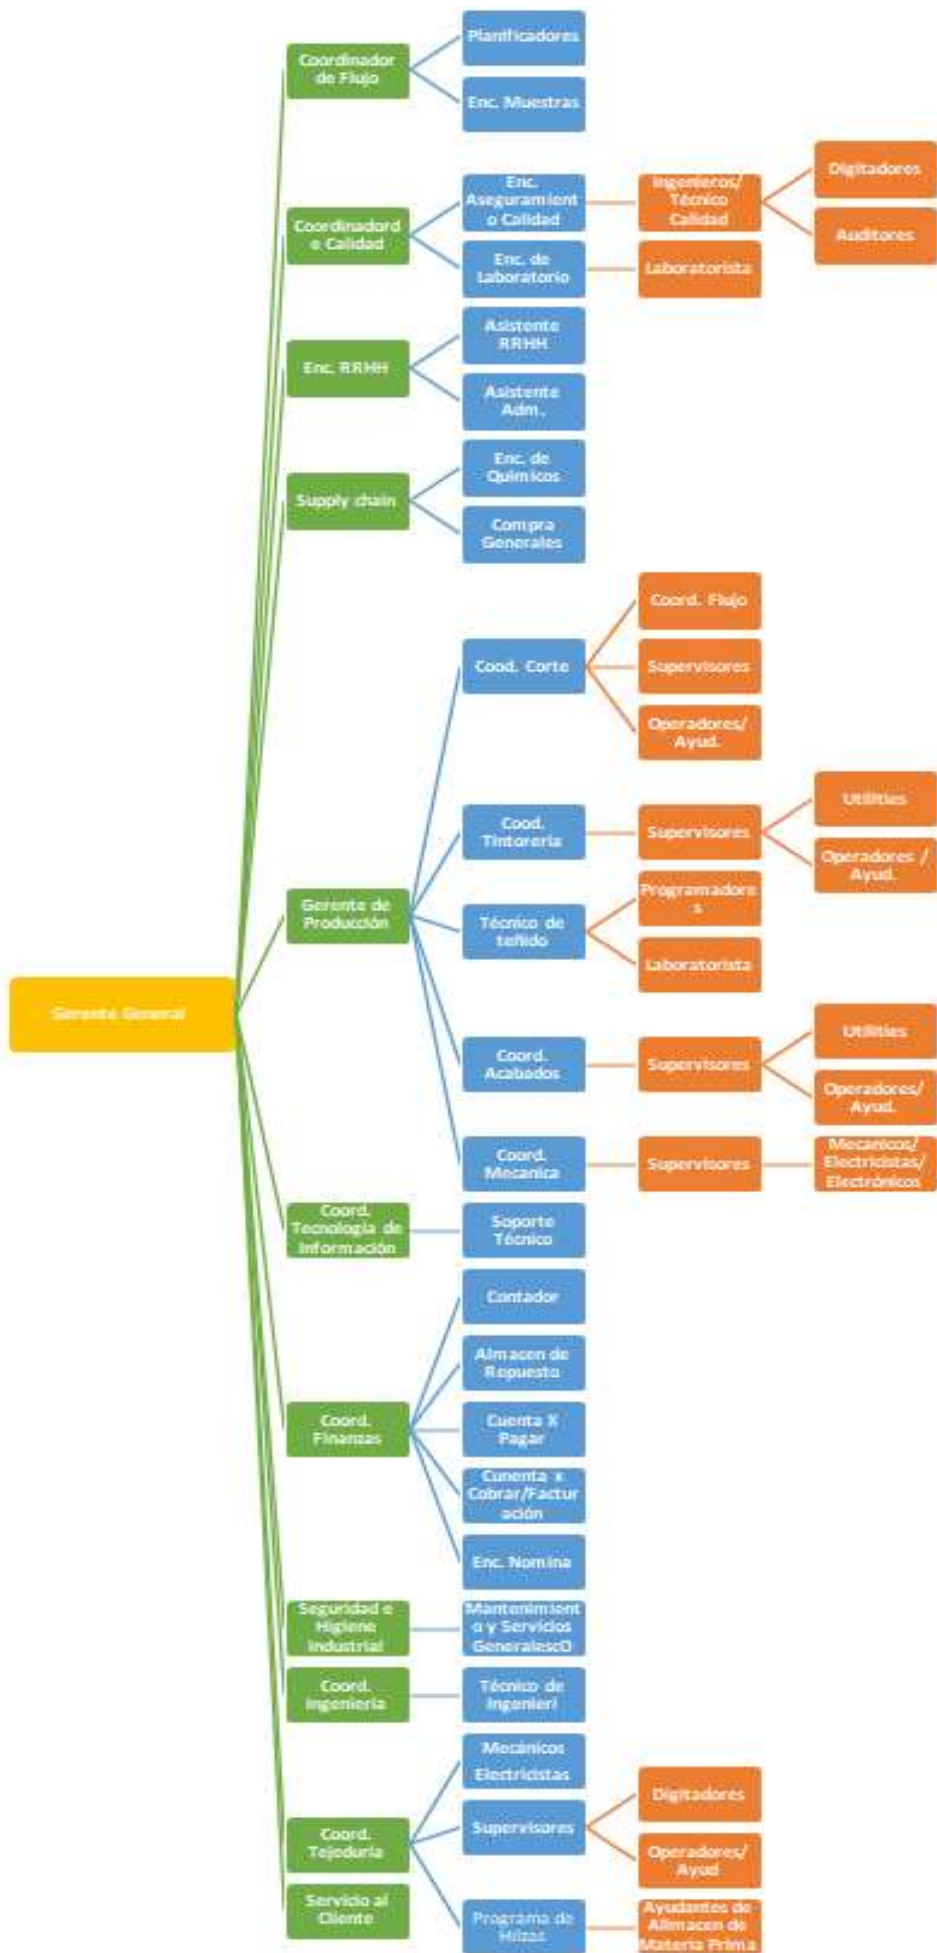 Planificadores
Coordinador
de Flujo
Enc. Muestras
Digitadores
Enc.
Aseguramient
o Calidad
Ingenieros/
Técnico
Calidad
Coordinadord
e Calidad
Auditores
Enc. de
Laboratorio
Laboratorista
Asistente
RRHH
Enc. RRHH
Asistente
Adm.
Enc. de
Quimicos
Supply chain
Compra
Generales
Coord. Flujo
Cood. Corte
Supervisores
Operadores/
Ayud.
Utilities
Cood.
Tintoreria
Supervisores
Operadores /
Ayud.
Programadore
s
Gerente de
Producción
Técnico de
teñido
Laboratorista
Gerente General
Utilities
Coord.
Acabados
Supervisores
Operadores/
Ayud.
Coord.
Mecanica
Supervisores
Mecanicos/
Electricistas/
Electrónicos
Coord.
Tecnología de
Información
Soporte
Técnico
Contador
Almacen de
Repuesto
Coord.
Finanzas
Cuenta X
Pagar
Cunenta x
Cobrar/Factur
ación
Enc. Nomina
Seguridad e
Higiene
Industrial
Mantenimient
o y Servicios
GeneralescO
Coord.
Ingenieria
Técnico de
Ingenieri
Mecánicos
Electricistas
Digitadores
Supervisores
Coord.
Tejeduria
Operadores/
Ayud
Servicio al
Cliente
Programa de
Hilzas
Ayudantes de
Allmacen de
Materia Prima